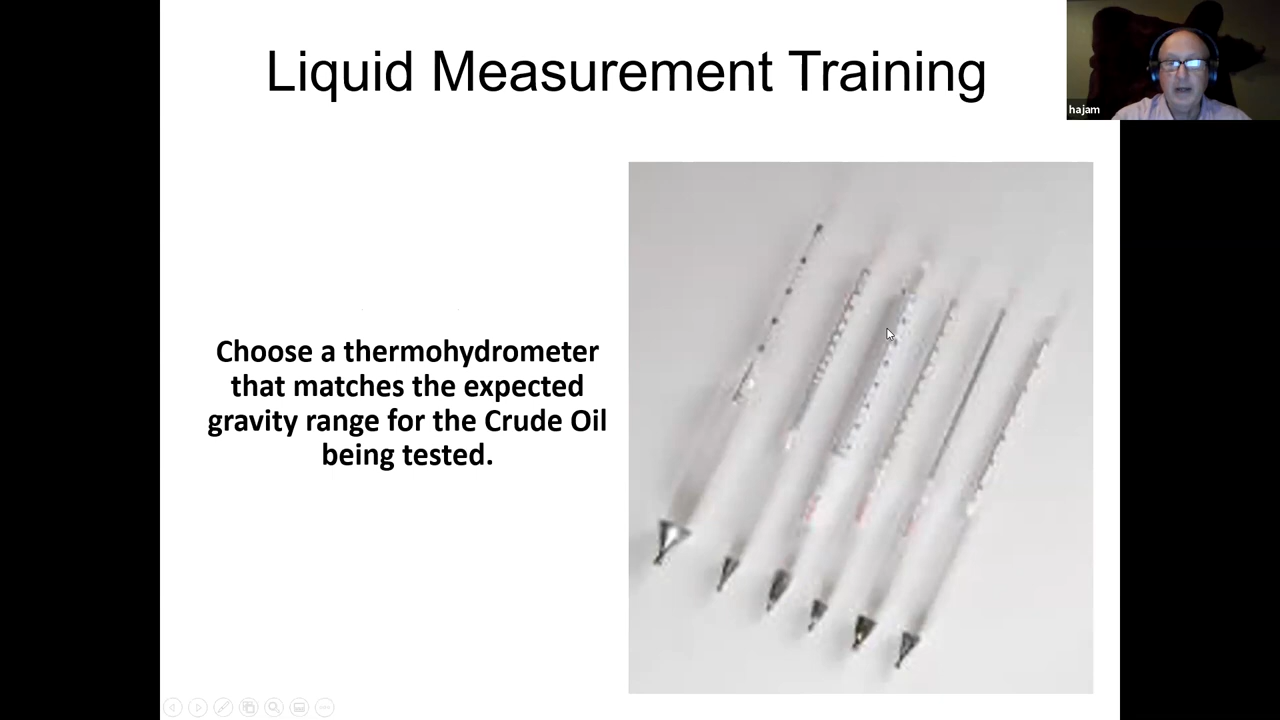 Liquid Measurement Training
hajam
Choose a thermohydrometer
that matches the expected
gravity range for the Crude Oil
being tested.